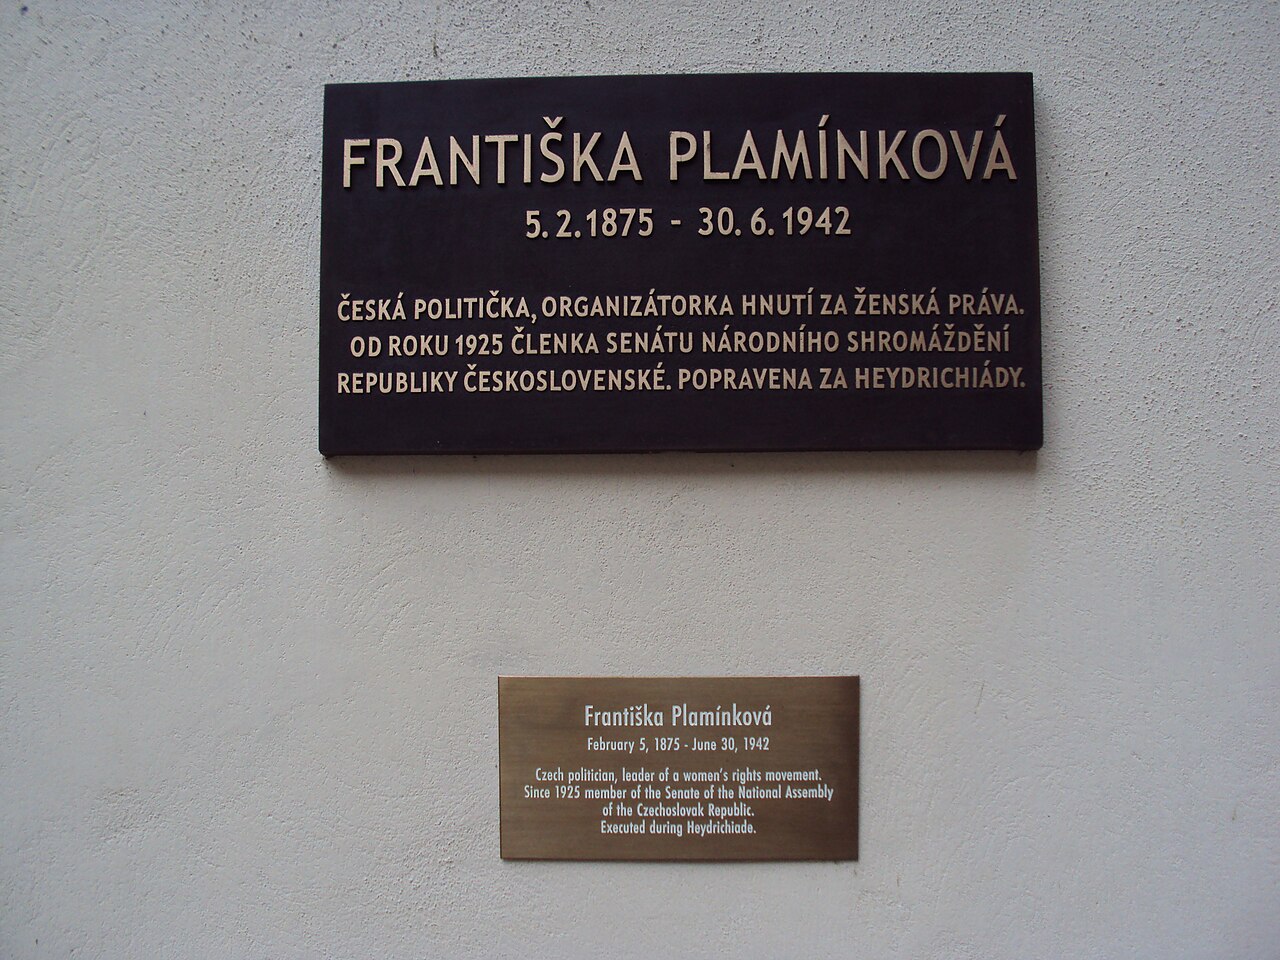 FRANTIŠKA PLAMÍNKOVÁ
5.2.1875 - 30.6.1942
ČESKÁ POLITIČKA, ORGANIZÁTORKA HNUTÍ ZA ŽENSKÁ PRÁVA.
OD ROKU 1925 ČLENKA SENÁTU NÁRODNÍHO SHROMÁŽDĚNÍ
REPUBLIKY ČESKOSLOVENSKÉ. POPRAVENA ZA HEYDRICHIÁDY.
Františka Plamínková
February 5, 1875 - June 30, 1942
Czech politician, leader of a women's rights movement.
Since 1925 member of the Senate of the National Assembly
of the Czechoslovak Republic.
Executed during Heydrichiade.